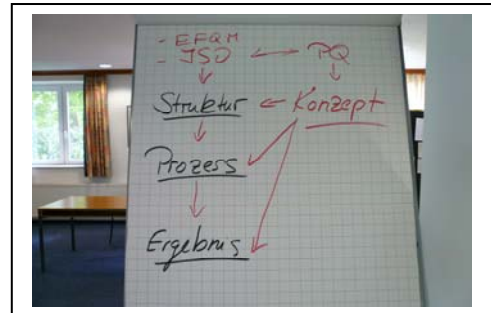 - EFQM
- ISO ↔ PQ
Struktur ← Konzept
Prozess
Ergebnis